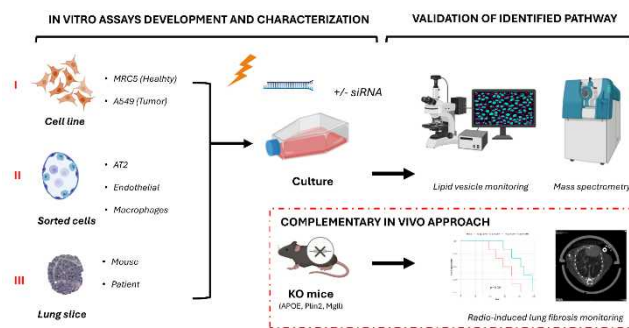 IN VITRO ASSAYS DEVELOPMENT AND CHARACTERIZATION
VALIDATION OF IDENTIFIED PATHWAY
I
• MRC5 (Healthy)
• A549 (Tumor)
Cell line
+/- siRNA
II
• AT2
• Endothelial
• Macrophages
Sorted cells
Culture
Lipid vesicle monitoring
Mass spectrometry
III
• Mouse
• Patient
Lung slice
COMPLEMENTARY IN VIVO APPROACH
KO mice
(APOE, Plin2, Mgll)
Radio-induced lung fibrosis monitoring